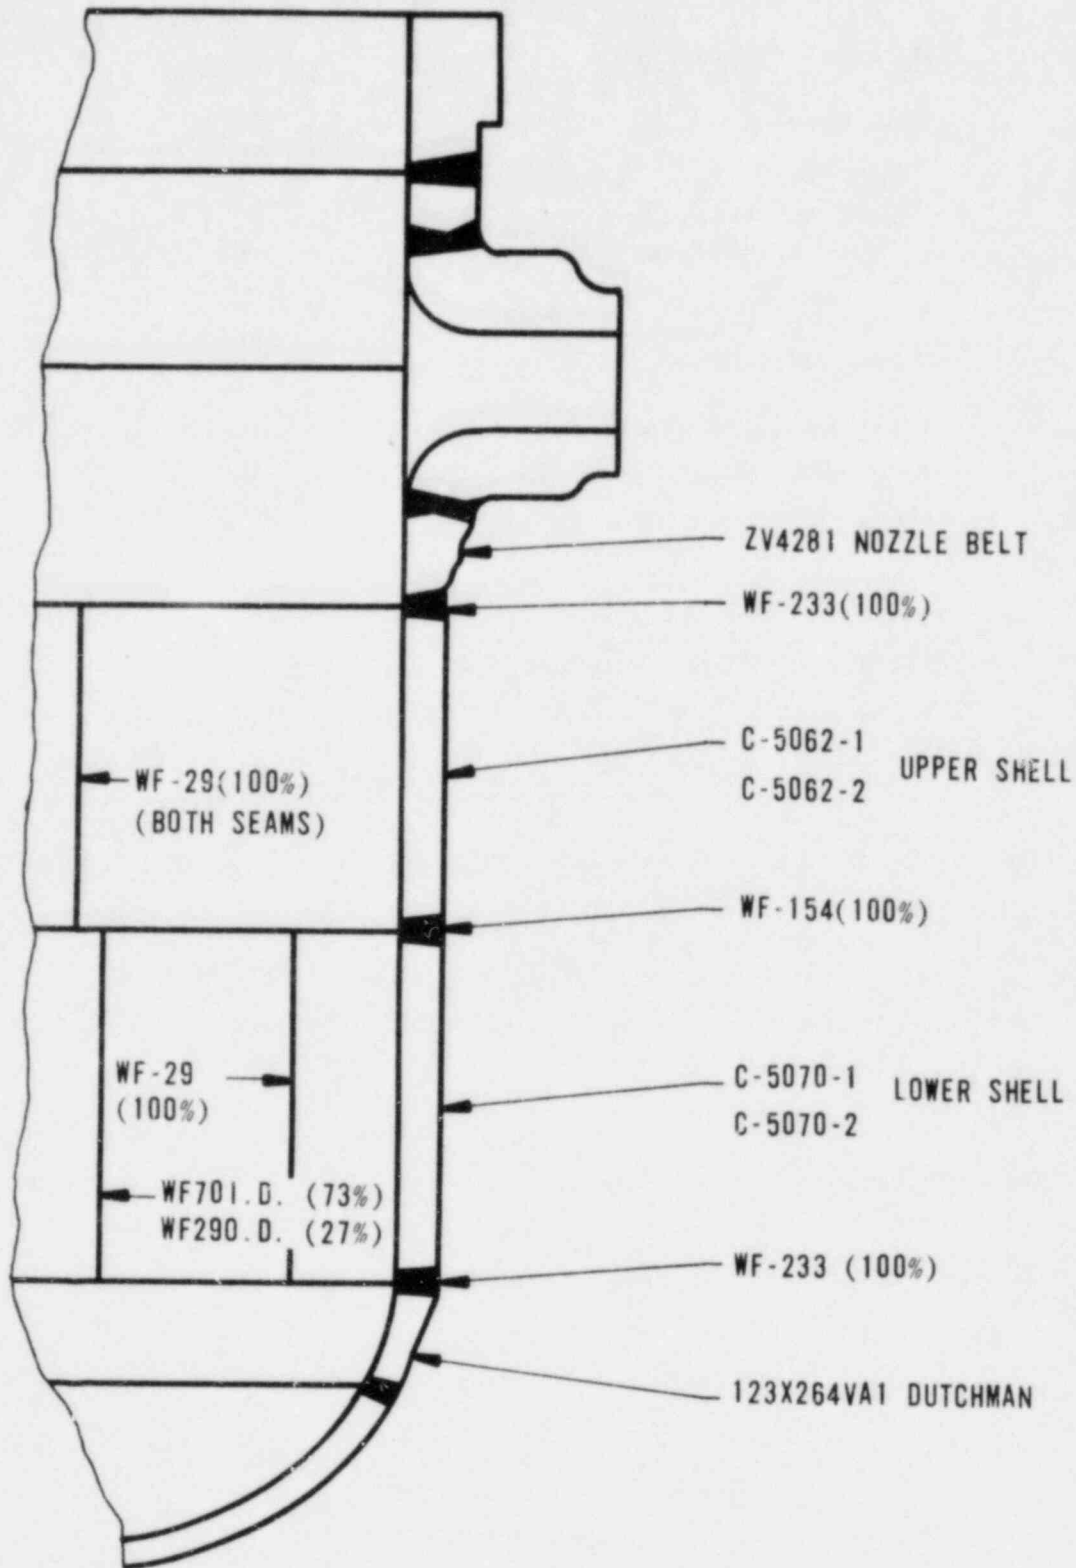 ZV4281 NOZZLE BELT
WF-233(100%)
C-5062-1
C-5062-2
UPPER SHELL
WF-29(100%)
(BOTH SEAMS)
WF-154(100%)
WF-29
(100%)
C-5070-1
C-5070-2
LOWER SHELL
WF70I.D. (73%)
WF29O.D. (27%)
WF-233 (100%)
123X264VA1 DUTCHMAN